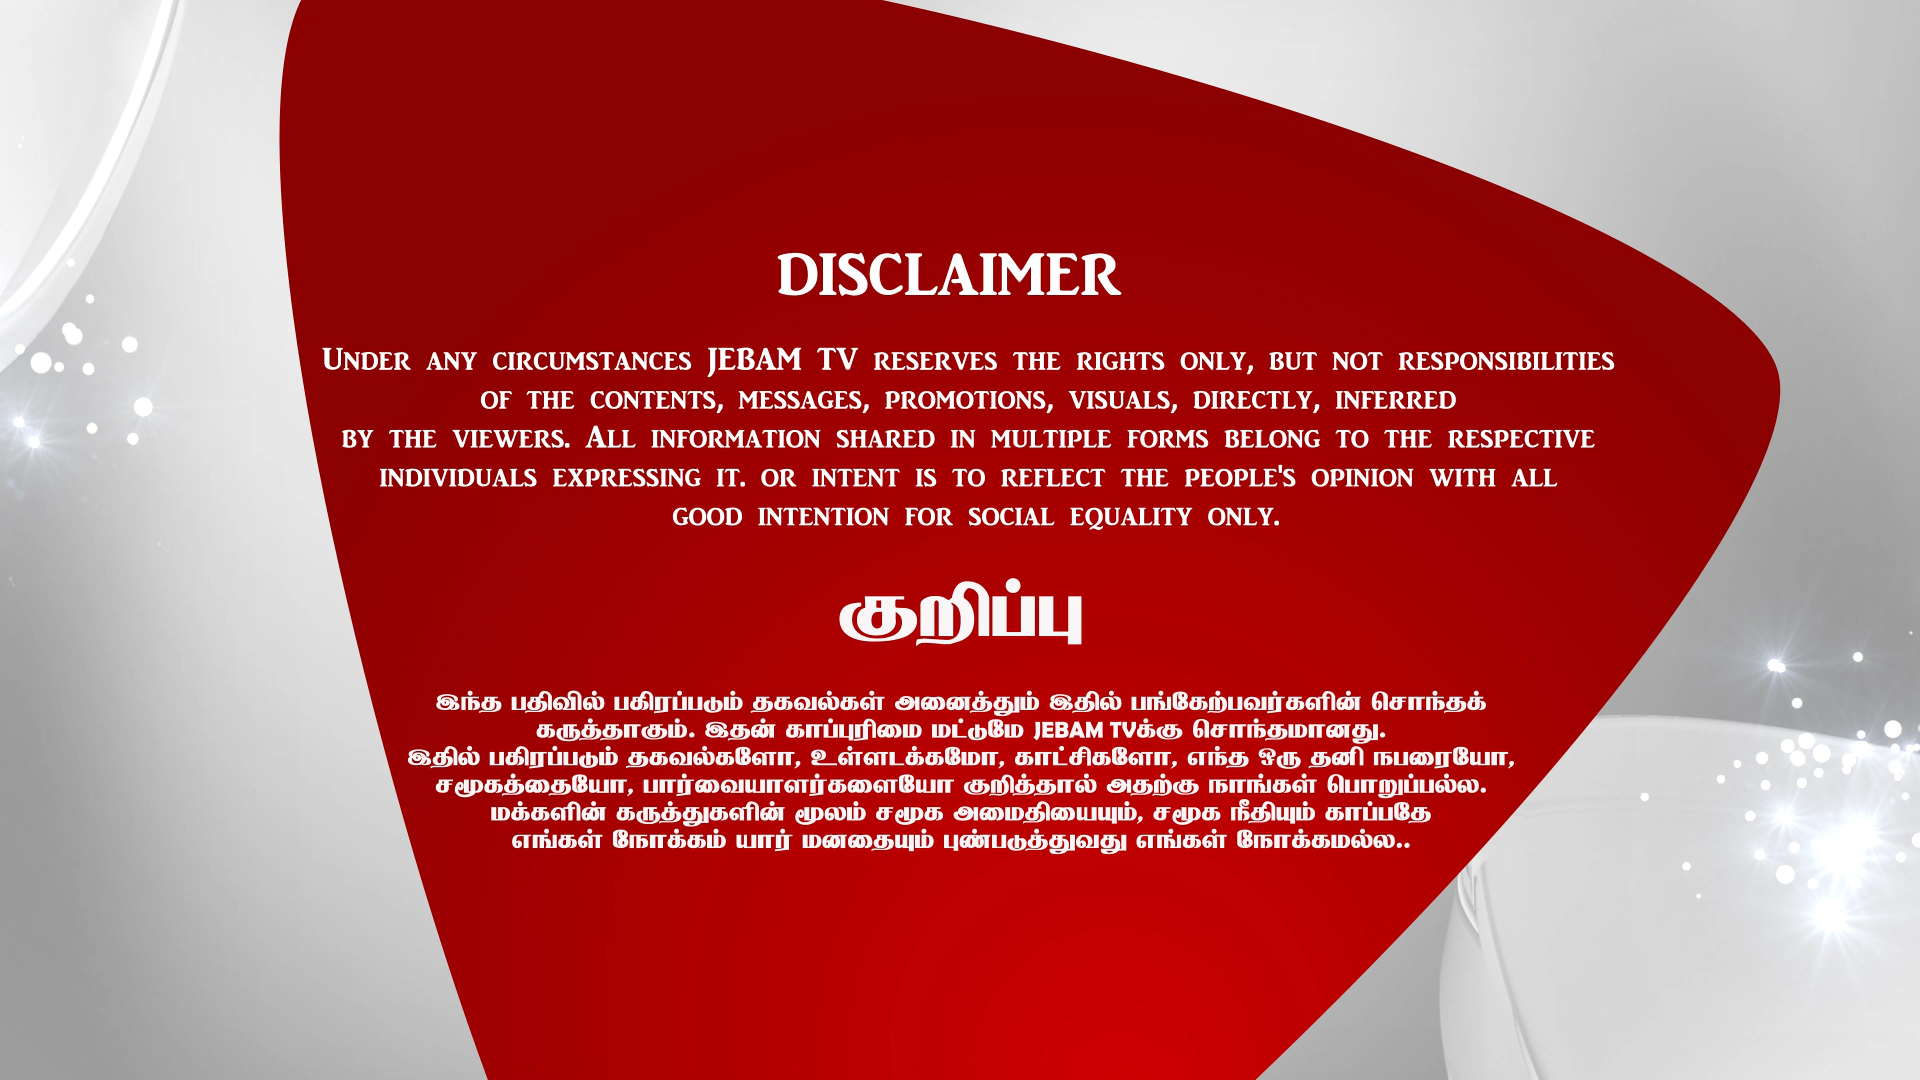 DISCLAIMER
Under any circumstances JEBAM TV reserves the rights only, but not responsibilities
of the contents, messages, promotions, visuals, directly, inferred
by the viewers. All information shared in multiple forms belong to the respective
individuals expressing it. or intent is to reflect the people's opinion with all
good intention for social equality only.
குறிப்பு
இந்த பதிவில் பகிரப்படும் தகவல்கள் அனைத்தும் இதில் பங்கேற்பவர்களின் சொந்தக்
கருத்தாகும். இதன் காப்புரிமை மட்டுமே JEBAM TVக்கு சொந்தமானது.
இதில் பகிரப்படும் தகவல்களோ, உள்ளடக்கமோ, காட்சிகளோ, எந்த ஒரு தனி நபரையோ,
சமூகத்தையோ, பார்வையாளர்களையோ குறித்தால் அதற்கு நாங்கள் பொறுப்பல்ல.
மக்களின் கருத்துகளின் மூலம் சமூக அமைதியையும், சமூக நீதியும் காப்பதே
எங்கள் நோக்கம் யார் மனதையும் புண்படுத்துவது எங்கள் நோக்கமல்ல..